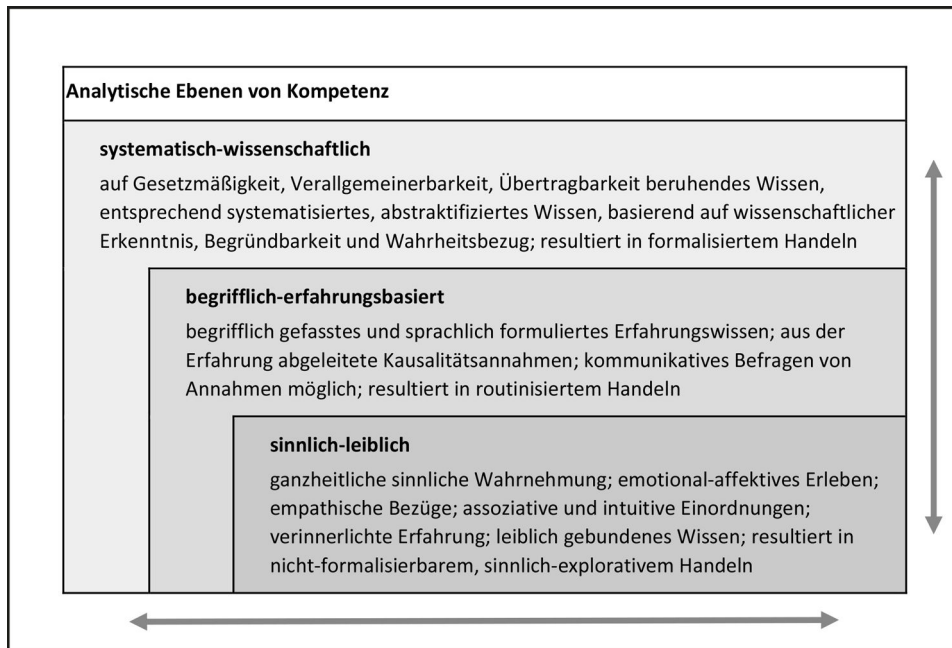 Analytische Ebenen von Kompetenz
systematisch-wissenschaftlich
auf Gesetzmäßigkeit, Verallgemeinerbarkeit, Übertragbarkeit beruhendes Wissen,
entsprechend systematisiertes, abstraktifiziertes Wissen, basierend auf wissenschaftlicher
Erkenntnis, Begründbarkeit und Wahrheitsbezug; resultiert in formalisiertem Handeln
begrifflich-erfahrungsbasiert
begrifflich gefasstes und sprachlich formuliertes Erfahrungswissen; aus der
Erfahrung abgeleitete Kausalitätsannahmen; kommunikatives Befragen von
Annahmen möglich; resultiert in routinisiertem Handeln
sinnlich-leiblich
ganzheitliche sinnliche Wahrnehmung; emotional-affektives Erleben;
empathische Bezüge; assoziative und intuitive Einordnungen;
verinnerlichte Erfahrung; leiblich gebundenes Wissen; resultiert in
nicht-formalisierbarem, sinnlich-explorativem Handeln